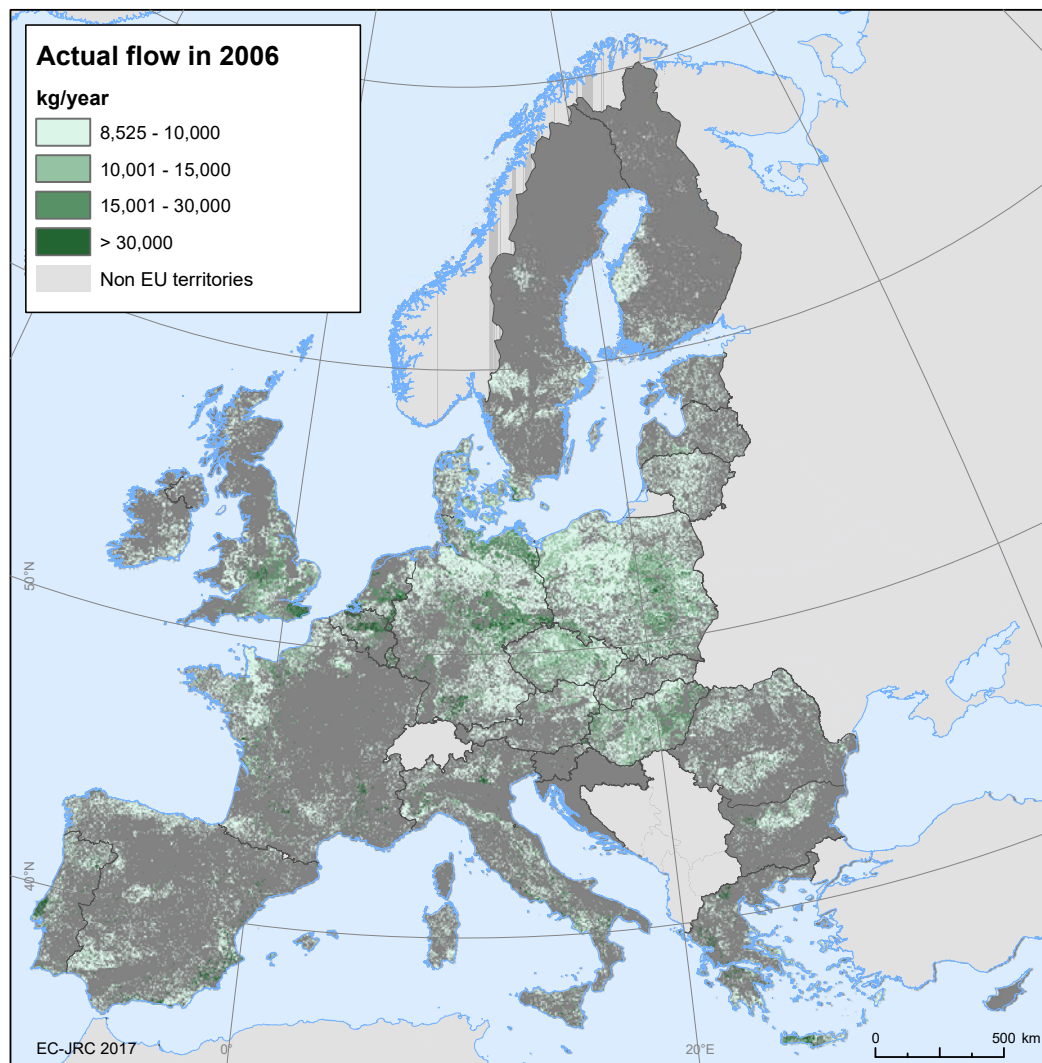 Actual flow in 2006
kg/year
8,525 - 10,000
10,001 - 15,000
15,001 - 30,000
> 30,000
Non EU territories
50°N
40°N
EC-JRC 2017
0°
20°E
0 500 km